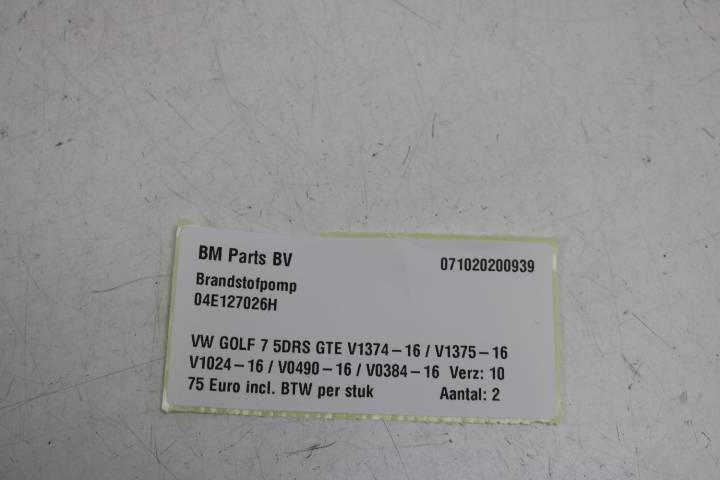 BM Parts BV 071020200939
Brandstofpomp
04E127026H
VW GOLF 7 5DRS GTE V1374-16 / V1375-16
V1024-16 / V0490-16 / V0384-16 Verz: 10
75 Euro incl. BTW per stuk Aantal: 2